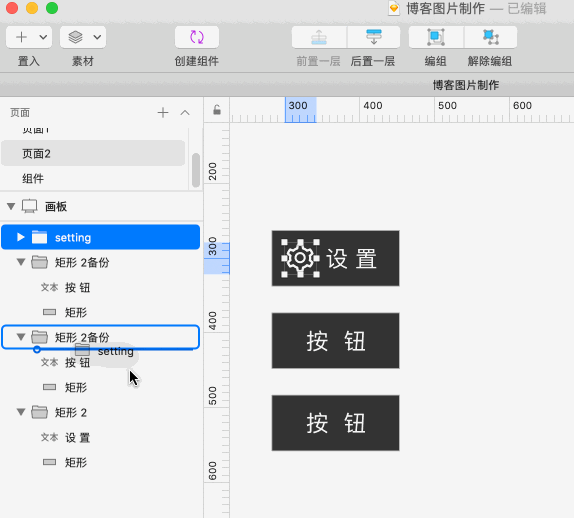 博客图片制作 — 已编辑
置入
素材
创建组件
前置一层
后置一层
编组
解除编组
博客图片制作
页面
页面1
页面2
组件
画板
setting
矩形 2备份
文本 按 钮
矩形
矩形 2备份
setting
文本 按 钮
矩形
矩形 2
文本 设 置
矩形
300 400 500 600
200
300
400
500
600
设 置
按 钮
按 钮